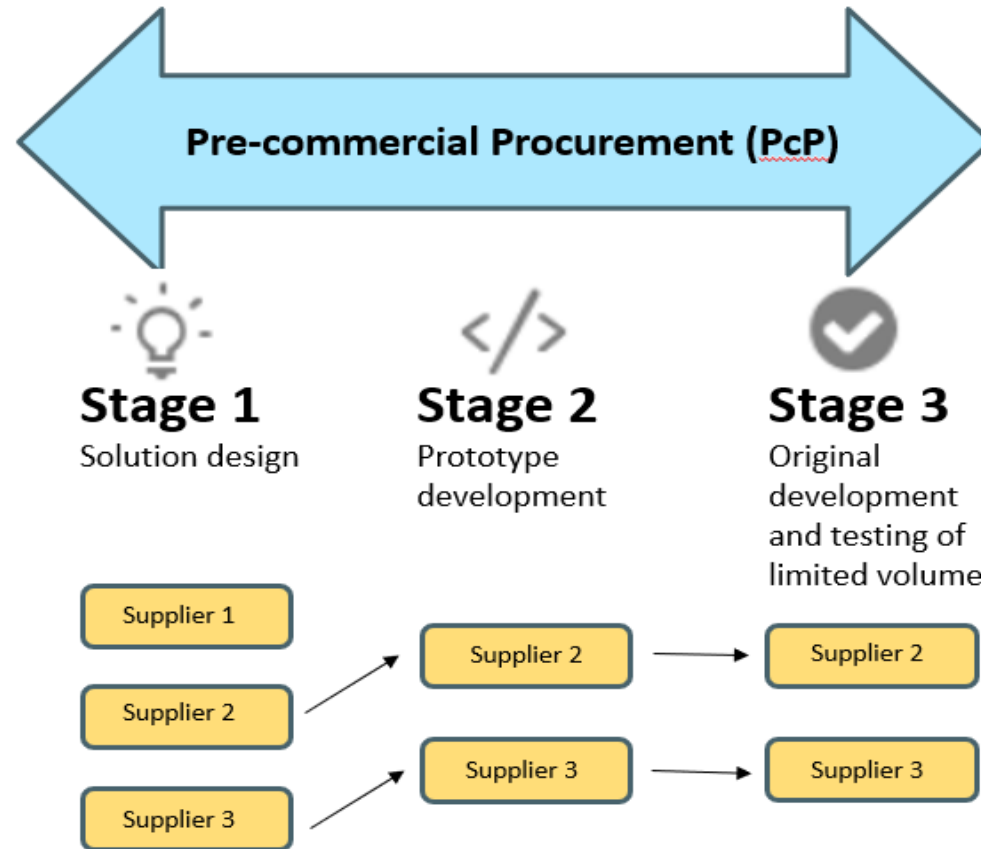 Pre-commercial Procurement (PcP)
Stage 1
Solution design
Stage 2
Prototype
development
Stage 3
Original
development
and testing of
limited volume
Supplier 1
Supplier 2
Supplier 3
Supplier 2
Supplier 3
Supplier 2
Supplier 3